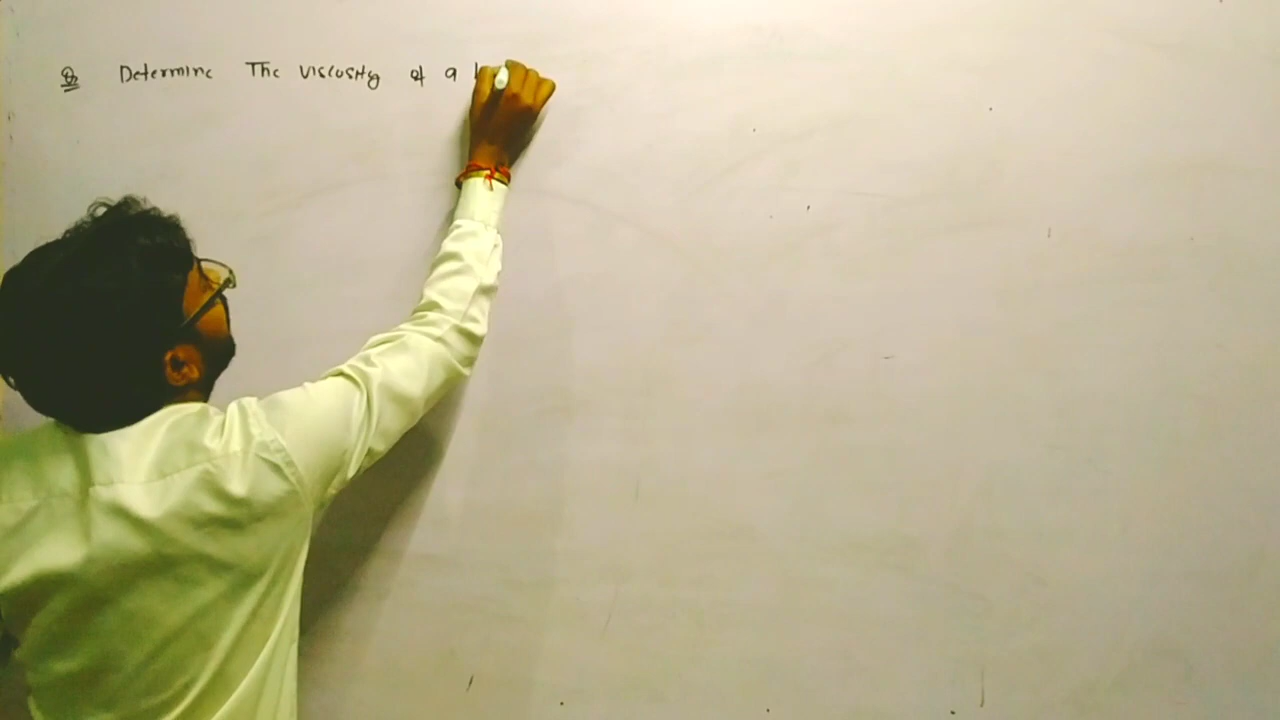 Q Determine The viscosity of a l